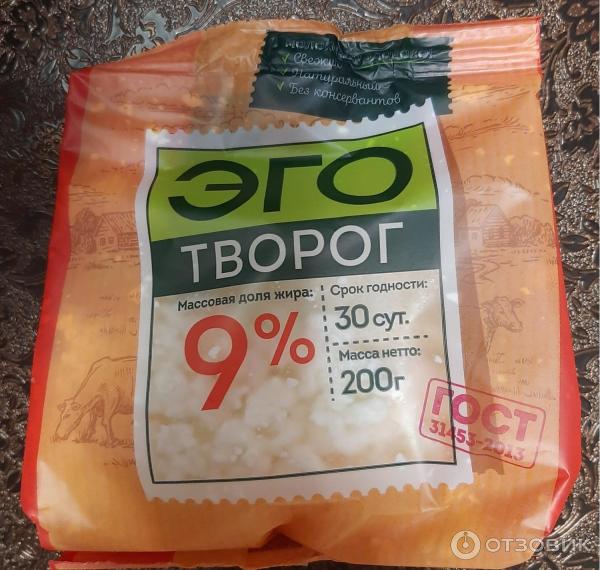 ✓ Свежий
✓ Натуральный
✓ Без консервантов
ЭГО
ТВОРОГ
Массовая доля жира:
9%
Срок годности:
30 сут.
Масса нетто:
200г
ГОСТ
31453-2013
ОТЗОВИК